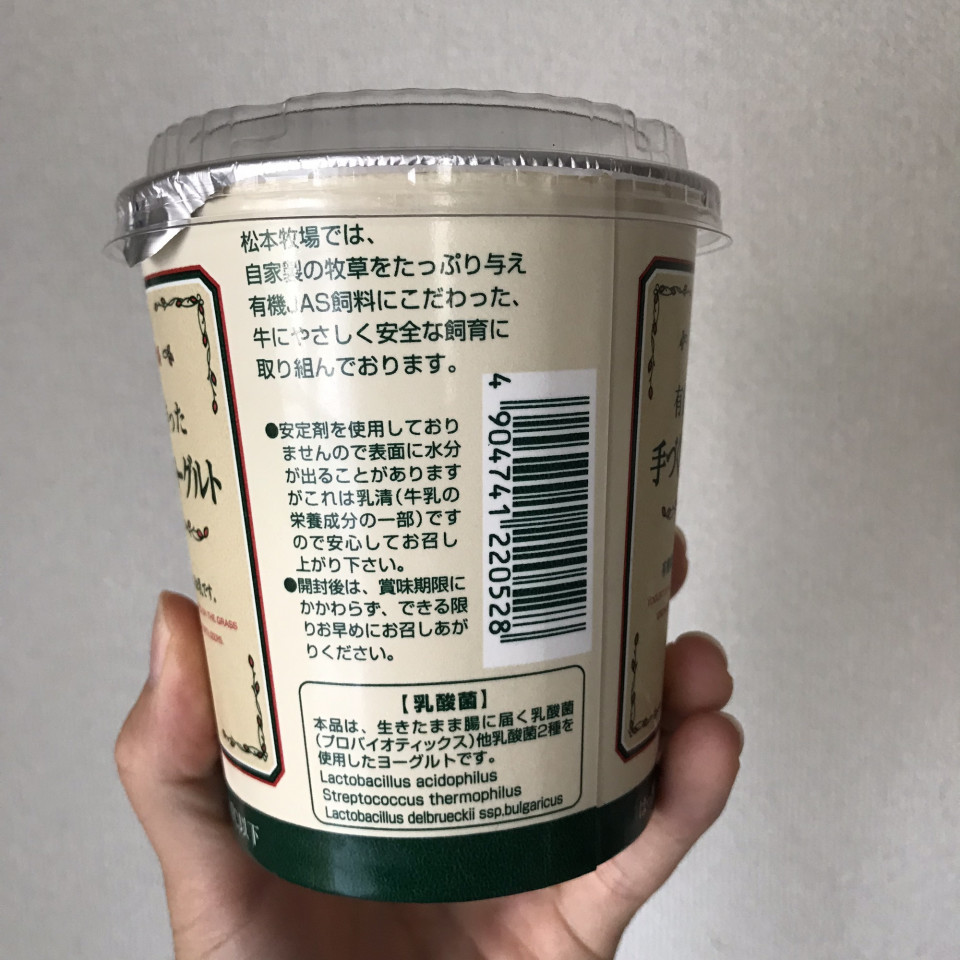 松本牧場では、
自家製の牧草をたっぷり与え
有機JAS飼料にこだわった、
牛にやさしく安全な飼育に
取り組んでおります。
●安定剤を使用しており
ませんので表面に水分
が出ることがあります
がこれは乳清(牛乳の
栄養成分の一部)です
ので安心してお召し
上がり下さい。
●開封後は、賞味期限に
かかわらず、できる限
りお早めにお召しあが
りください。
4 904741 220528
【乳酸菌】
本品は、生きたまま腸に届く乳酸菌
(プロバイオティックス)他乳酸菌2種を
使用したヨーグルトです。
Lactobacillus acidophilus
Streptococcus thermophilus
Lactobacillus delbrueckii ssp.bulgaricus
った
ーグルト
です。
THE GRASS
以下
有
手づ